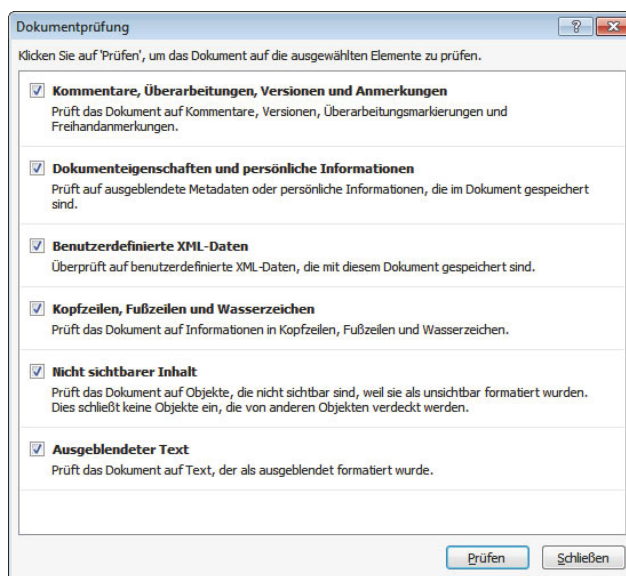 Dokumentprüfung
Klicken Sie auf 'Prüfen', um das Dokument auf die ausgewählten Elemente zu prüfen.
Kommentare, Überarbeitungen, Versionen und Anmerkungen
Prüft das Dokument auf Kommentare, Versionen, Überarbeitungsmarkierungen und
Freihandanmerkungen.
Dokumenteigenschaften und persönliche Informationen
Prüft auf ausgeblendete Metadaten oder persönliche Informationen, die im Dokument gespeichert
sind.
Benutzerdefinierte XML-Daten
Überprüft auf benutzerdefinierte XML-Daten, die mit diesem Dokument gespeichert sind.
Kopfzeilen, Fußzeilen und Wasserzeichen
Prüft das Dokument auf Informationen in Kopfzeilen, Fußzeilen und Wasserzeichen.
Nicht sichtbarer Inhalt
Prüft das Dokument auf Objekte, die nicht sichtbar sind, weil sie als unsichtbar formatiert wurden.
Dies schließt keine Objekte ein, die von anderen Objekten verdeckt werden.
Ausgeblendeter Text
Prüft das Dokument auf Text, der als ausgeblendet formatiert wurde.
Prüfen Schließen